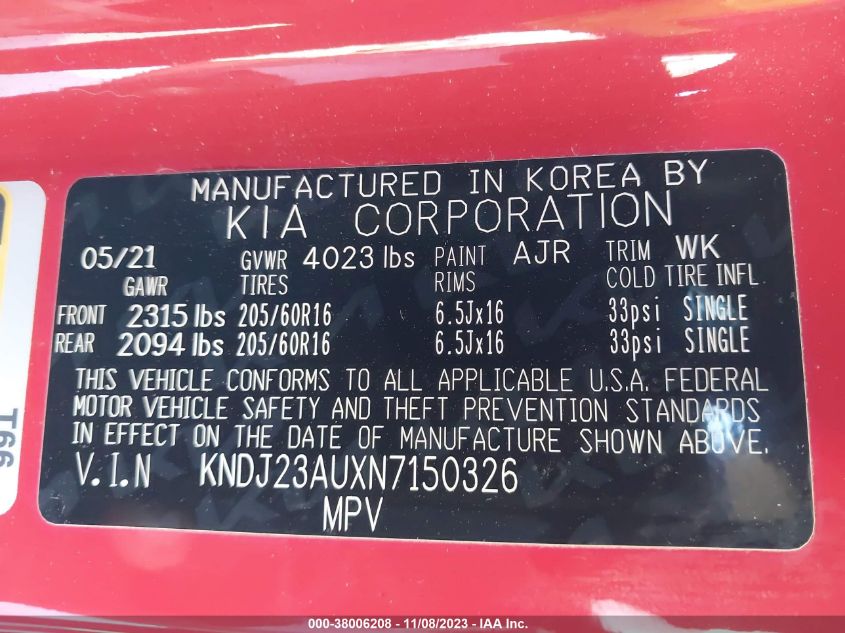 MANUFACTURED IN KOREA BY
KIA CORPORATION
05/21 GVWR 4023 lbs PAINT AJR TRIM WK
GAWR TIRES RIMS COLD TIRE INFL
FRONT 2315 lbs 205/60R16 6.5Jx16 33psi SINGLE
REAR 2094 lbs 205/60R16 6.5Jx16 33psi SINGLE
THIS VEHICLE CONFORMS TO ALL APPLICABLE U.S.A. FEDERAL
MOTOR VEHICLE SAFETY AND THEFT PREVENTION STANDARDS
IN EFFECT ON THE DATE OF MANUFACTURE SHOWN ABOVE.
V.I.N KNDJ23AUXN7150326
MPV
T66
000-38006208 - 11/08/2023 - IAA Inc.